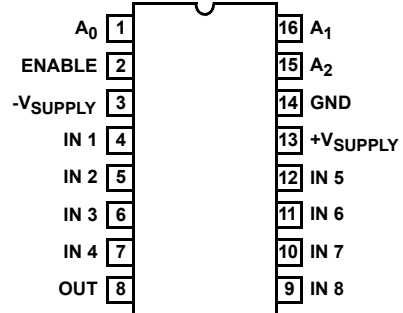 A0 1 16 A1
ENABLE 2 15 A2
-VSUPPLY 3 14 GND
IN 1 4 13 +VSUPPLY
IN 2 5 12 IN 5
IN 3 6 11 IN 6
IN 4 7 10 IN 7
OUT 8 9 IN 8